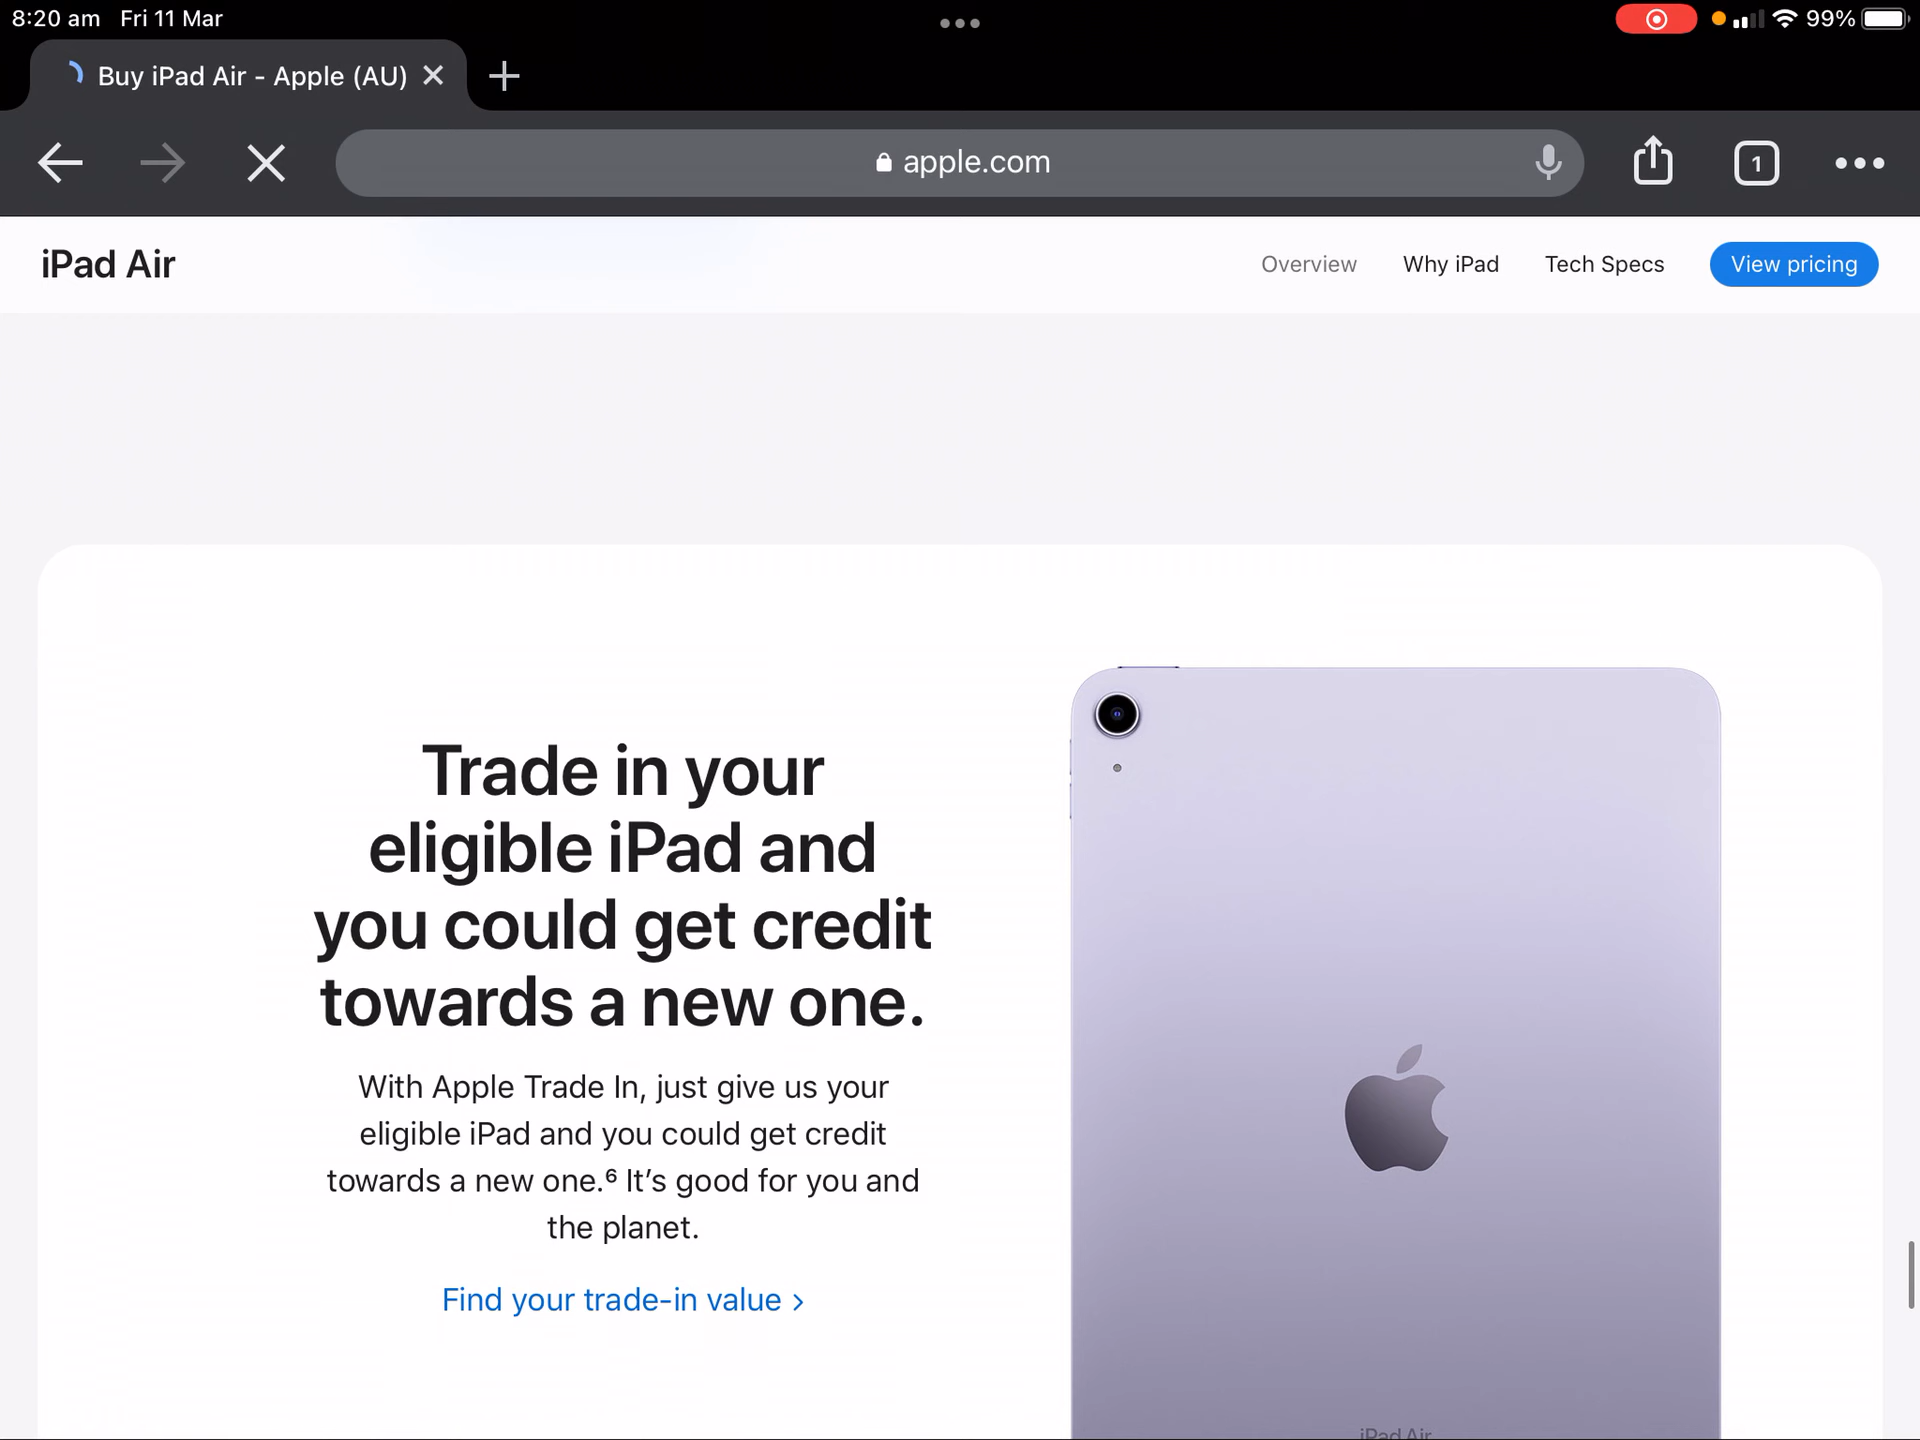 8:20 am Fri 11 Mar
99%
Buy iPad Air - Apple (AU)
apple.com
1
iPad Air
Overview
Why iPad
Tech Specs
View pricing
Trade in your
eligible iPad and
you could get credit
towards a new one.
With Apple Trade In, just give us your
eligible iPad and you could get credit
towards a new one.⁶ It’s good for you and
the planet.
Find your trade-in value >
iPad Air